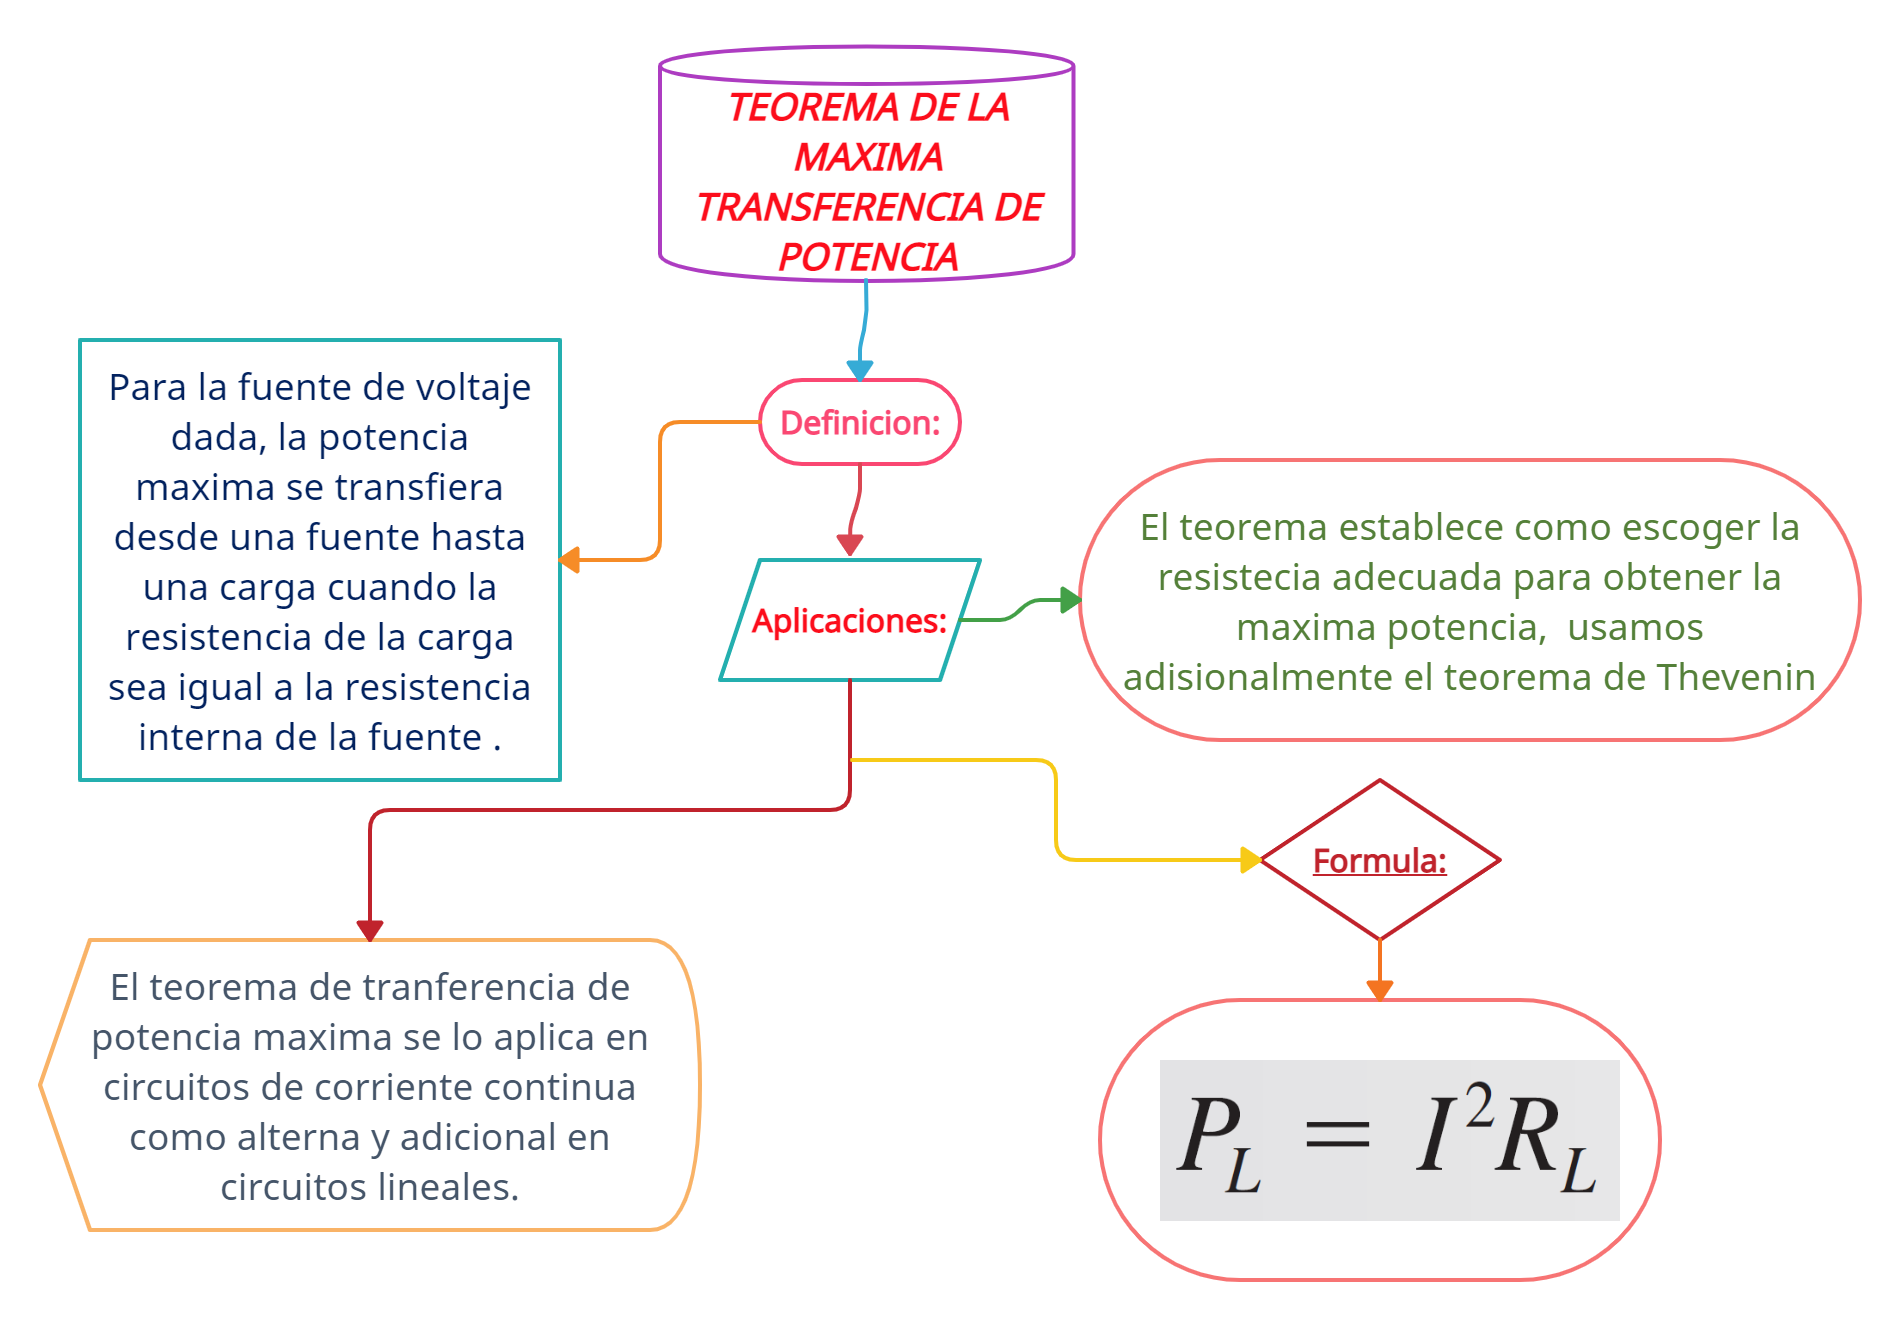 TEOREMA DE LA
MAXIMA
TRANSFERENCIA DE
POTENCIA
Definicion:
Para la fuente de voltaje
dada, la potencia
maxima se transfiera
desde una fuente hasta
una carga cuando la
resistencia de la carga
sea igual a la resistencia
interna de la fuente .
Aplicaciones:
El teorema establece como escoger la
resistecia adecuada para obtener la
maxima potencia,  usamos
adisionalmente el teorema de Thevenin
Formula:
El teorema de tranferencia de
potencia maxima se lo aplica en
circuitos de corriente continua
como alterna y adicional en
circuitos lineales.
P_L = I²R_L